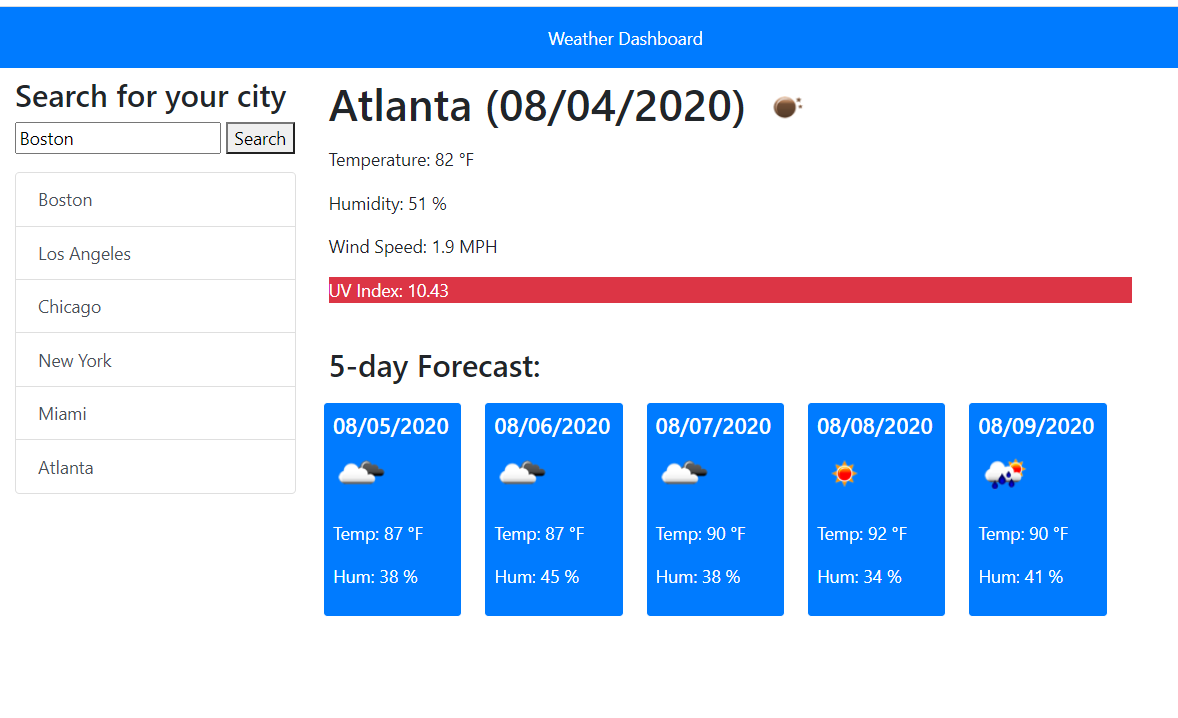 Weather Dashboard
Search for your city
Boston
Search
Boston
Los Angeles
Chicago
New York
Miami
Atlanta
Atlanta (08/04/2020)
Temperature: 82 °F
Humidity: 51 %
Wind Speed: 1.9 MPH
UV Index: 10.43
5-day Forecast:
08/05/2020
Temp: 87 °F
Hum: 38 %
08/06/2020
Temp: 87 °F
Hum: 45 %
08/07/2020
Temp: 90 °F
Hum: 38 %
08/08/2020
Temp: 92 °F
Hum: 34 %
08/09/2020
Temp: 90 °F
Hum: 41 %